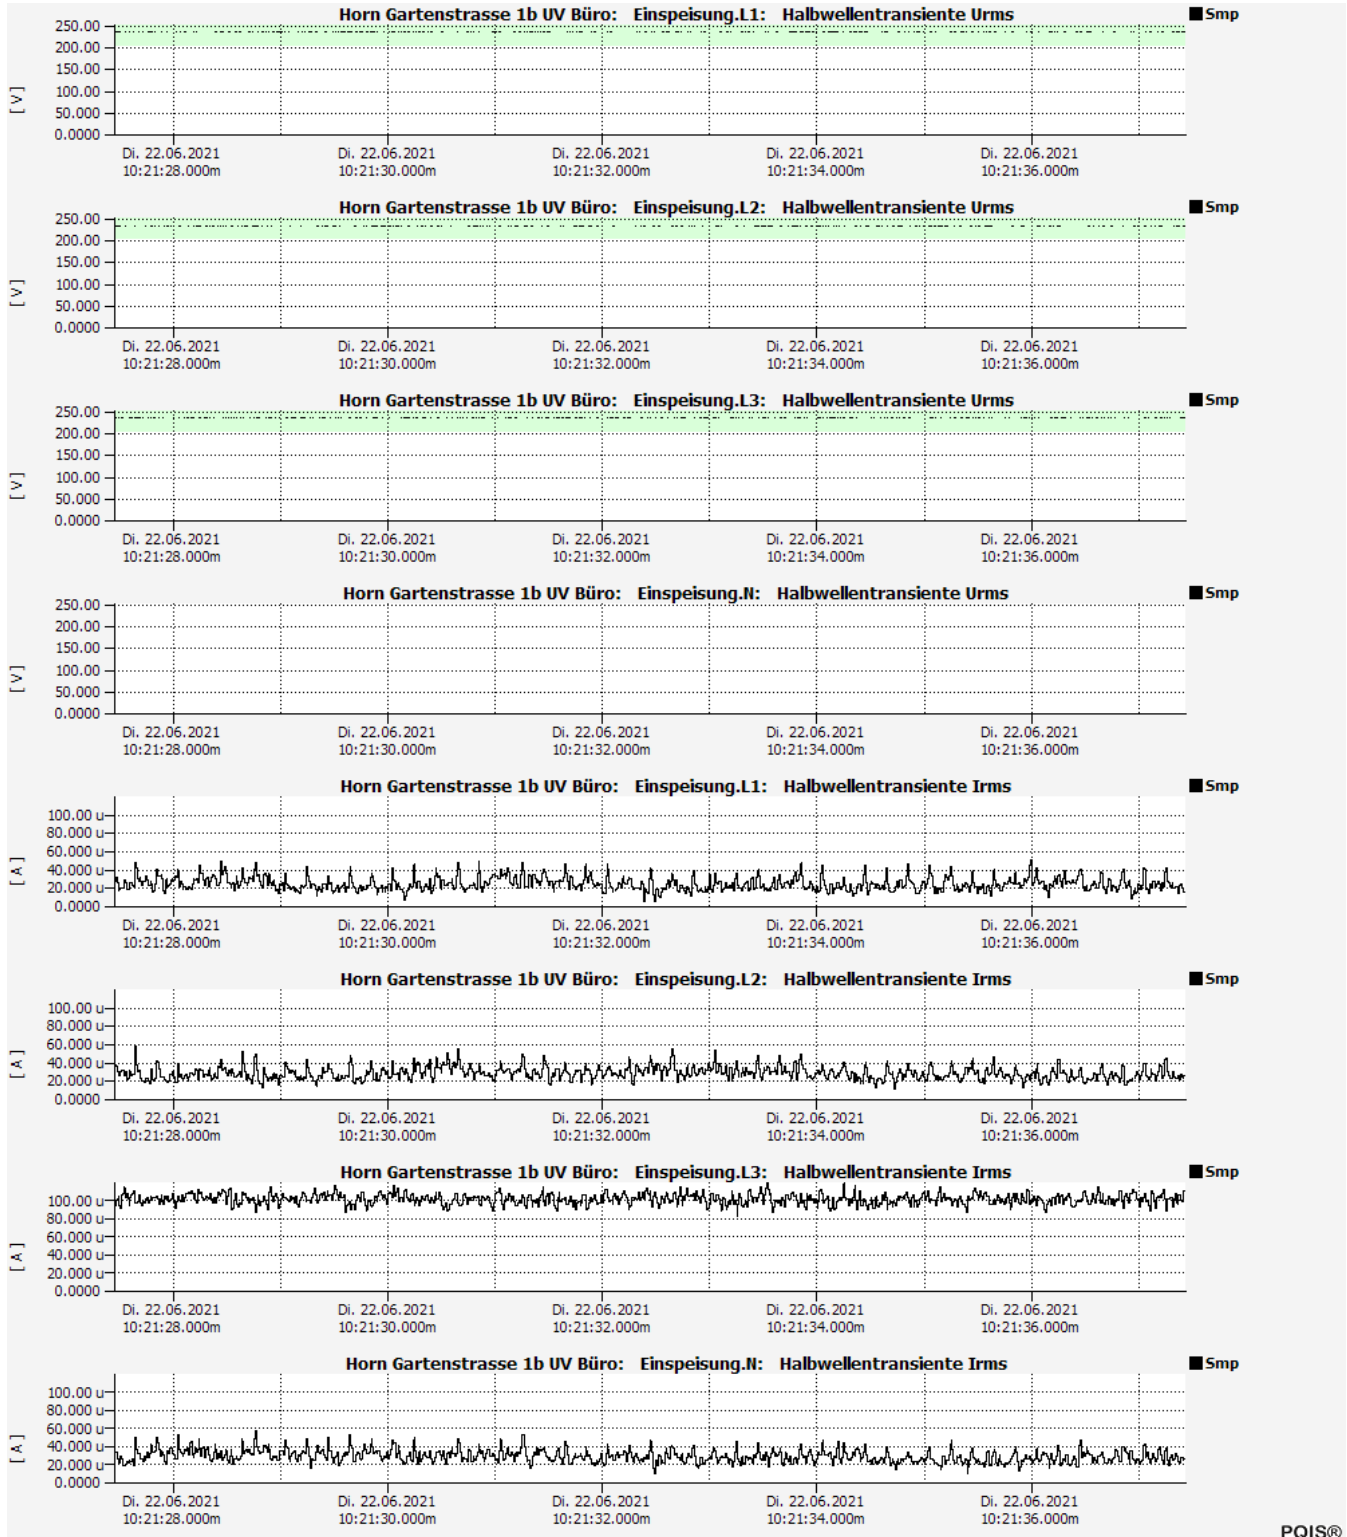 Horn Gartenstrasse 1b UV Büro: Einspeisung.L1: Halbwellentransiente Urms
Smp
250.00
200.00
150.00
100.00
50.000
0.0000
[ V ]
Di. 22.06.2021 Di. 22.06.2021 Di. 22.06.2021 Di. 22.06.2021 Di. 22.06.2021
10:21:28.000m 10:21:30.000m 10:21:32.000m 10:21:34.000m 10:21:36.000m
Horn Gartenstrasse 1b UV Büro: Einspeisung.L2: Halbwellentransiente Urms
Smp
250.00
200.00
150.00
100.00
50.000
0.0000
[ V ]
Di. 22.06.2021 Di. 22.06.2021 Di. 22.06.2021 Di. 22.06.2021 Di. 22.06.2021
10:21:28.000m 10:21:30.000m 10:21:32.000m 10:21:34.000m 10:21:36.000m
Horn Gartenstrasse 1b UV Büro: Einspeisung.L3: Halbwellentransiente Urms
Smp
250.00
200.00
150.00
100.00
50.000
0.0000
[ V ]
Di. 22.06.2021 Di. 22.06.2021 Di. 22.06.2021 Di. 22.06.2021 Di. 22.06.2021
10:21:28.000m 10:21:30.000m 10:21:32.000m 10:21:34.000m 10:21:36.000m
Horn Gartenstrasse 1b UV Büro: Einspeisung.N: Halbwellentransiente Urms
Smp
250.00
200.00
150.00
100.00
50.000
0.0000
[ V ]
Di. 22.06.2021 Di. 22.06.2021 Di. 22.06.2021 Di. 22.06.2021 Di. 22.06.2021
10:21:28.000m 10:21:30.000m 10:21:32.000m 10:21:34.000m 10:21:36.000m
Horn Gartenstrasse 1b UV Büro: Einspeisung.L1: Halbwellentransiente Irms
Smp
100.00 u
80.000 u
60.000 u
40.000 u
20.000 u
0.0000
[ A ]
Di. 22.06.2021 Di. 22.06.2021 Di. 22.06.2021 Di. 22.06.2021 Di. 22.06.2021
10:21:28.000m 10:21:30.000m 10:21:32.000m 10:21:34.000m 10:21:36.000m
Horn Gartenstrasse 1b UV Büro: Einspeisung.L2: Halbwellentransiente Irms
Smp
100.00 u
80.000 u
60.000 u
40.000 u
20.000 u
0.0000
[ A ]
Di. 22.06.2021 Di. 22.06.2021 Di. 22.06.2021 Di. 22.06.2021 Di. 22.06.2021
10:21:28.000m 10:21:30.000m 10:21:32.000m 10:21:34.000m 10:21:36.000m
Horn Gartenstrasse 1b UV Büro: Einspeisung.L3: Halbwellentransiente Irms
Smp
100.00 u
80.000 u
60.000 u
40.000 u
20.000 u
0.0000
[ A ]
Di. 22.06.2021 Di. 22.06.2021 Di. 22.06.2021 Di. 22.06.2021 Di. 22.06.2021
10:21:28.000m 10:21:30.000m 10:21:32.000m 10:21:34.000m 10:21:36.000m
Horn Gartenstrasse 1b UV Büro: Einspeisung.N: Halbwellentransiente Irms
Smp
100.00 u
80.000 u
60.000 u
40.000 u
20.000 u
0.0000
[ A ]
Di. 22.06.2021 Di. 22.06.2021 Di. 22.06.2021 Di. 22.06.2021 Di. 22.06.2021
10:21:28.000m 10:21:30.000m 10:21:32.000m 10:21:34.000m 10:21:36.000m
PQIS®